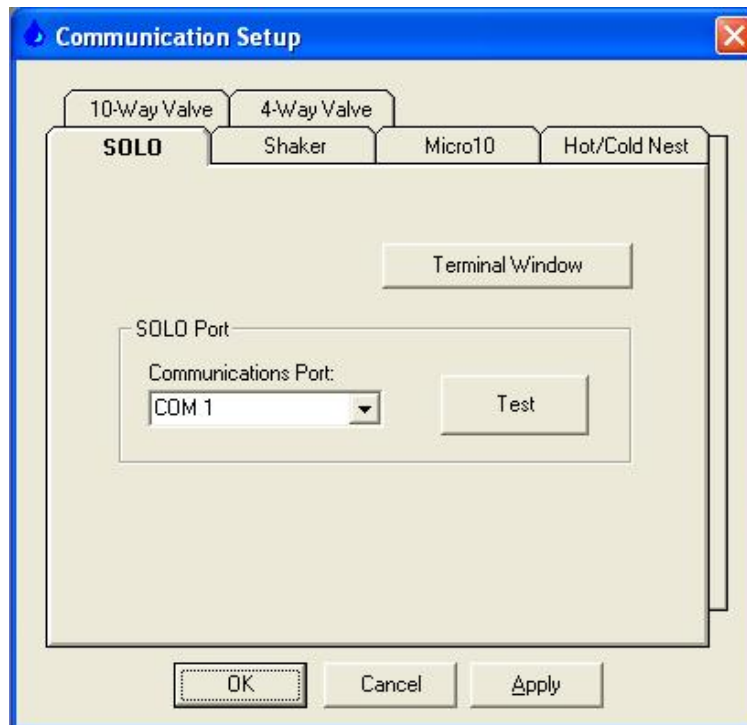 Communication Setup
10-Way Valve 4-Way Valve
SOLO Shaker Micro10 Hot/Cold Nest
Terminal Window
SOLO Port
Communications Port:
COM 1
Test
OK Cancel Apply